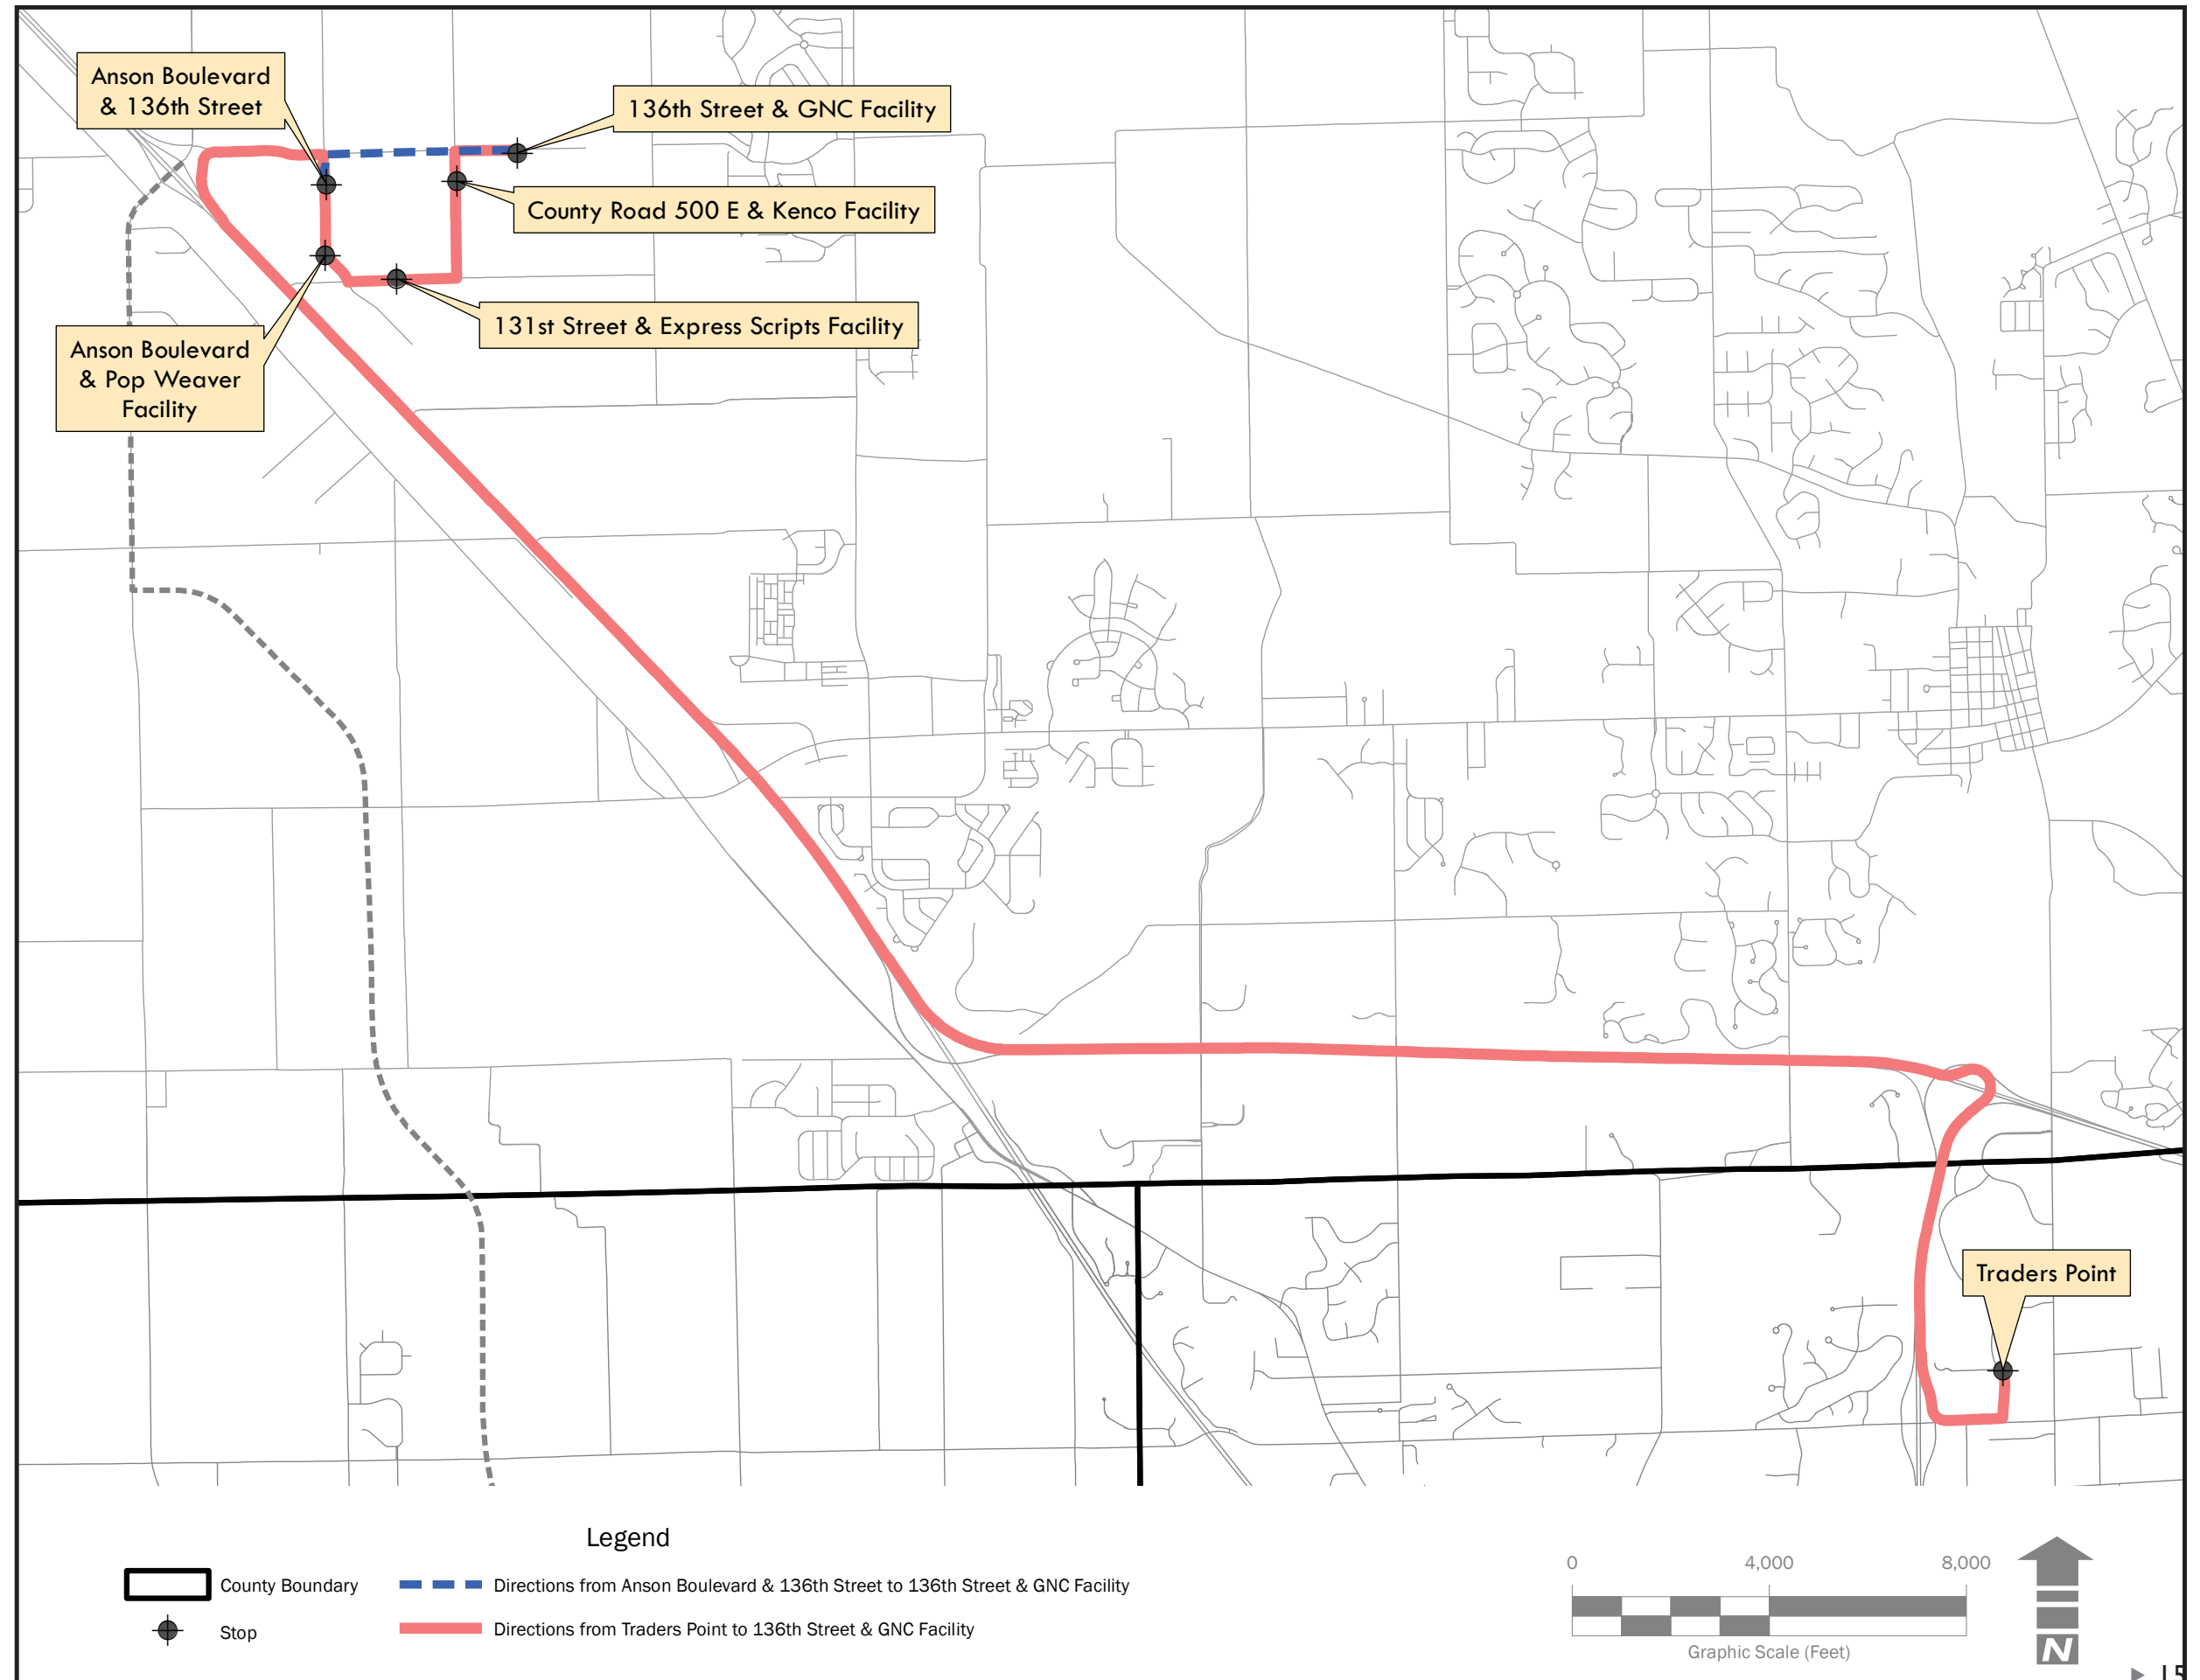 Anson Boulevard
& 136th Street
136th Street & GNC Facility
County Road 500 E & Kenco Facility
131st Street & Express Scripts Facility
Anson Boulevard
& Pop Weaver
Facility
Traders Point
Legend
County Boundary
Directions from Anson Boulevard & 136th Street to 136th Street & GNC Facility
Stop
Directions from Traders Point to 136th Street & GNC Facility
0 4,000 8,000
Graphic Scale (Feet)
N